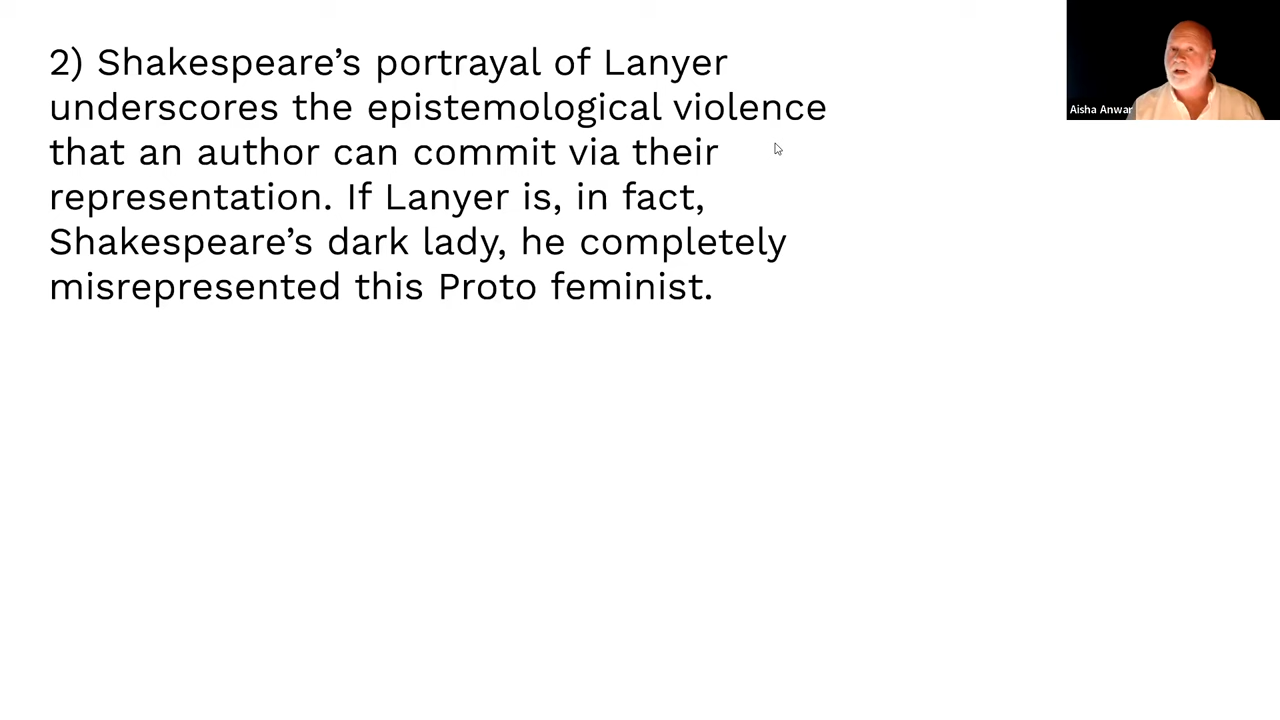 2) Shakespeare’s portrayal of Lanyer
underscores the epistemological violence
that an author can commit via their
representation. If Lanyer is, in fact,
Shakespeare’s dark lady, he completely
misrepresented this Proto feminist.
Aisha Anwar